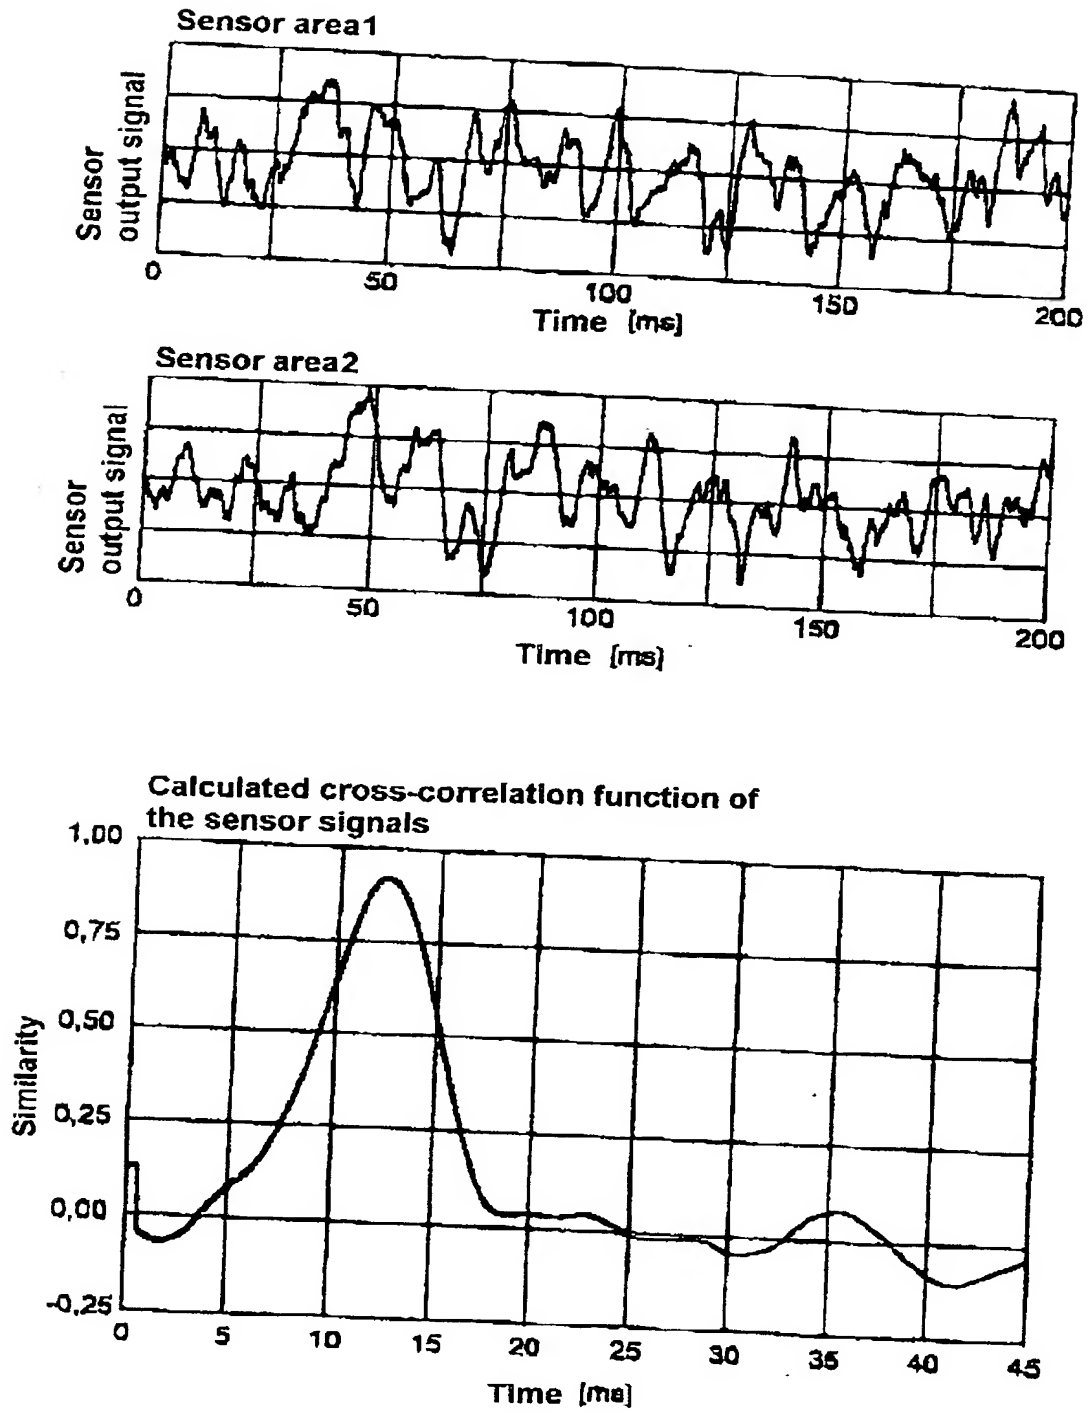 Sensor area1
Sensor
output signal
0
50
100
150
200
Time [ms]
Sensor area2
Sensor
output signal
0
50
100
150
200
Time [ms]
Calculated cross-correlation function of
the sensor signals
1,00
0,75
0,50
0,25
0,00
-0,25
Similarity
0
5
10
15
20
25
30
35
40
45
Time [ms]